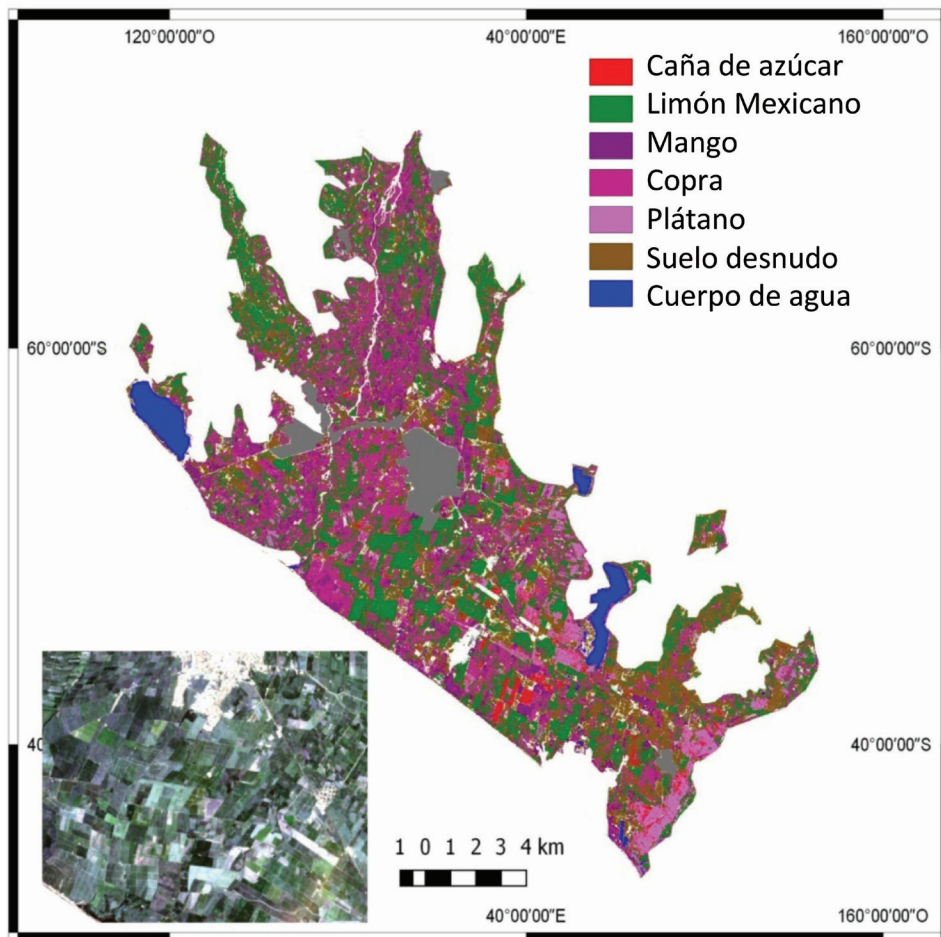 120°00'00"O 40°00'00"E 160°00'00"O
Caña de azúcar
Limón Mexicano
Mango
Copra
Plátano
Suelo desnudo
Cuerpo de agua
60°00'00"S 60°00'00"S
40 40°00'00"S
1 0 1 2 3 4 km
40°00'00"E 160°00'00"O